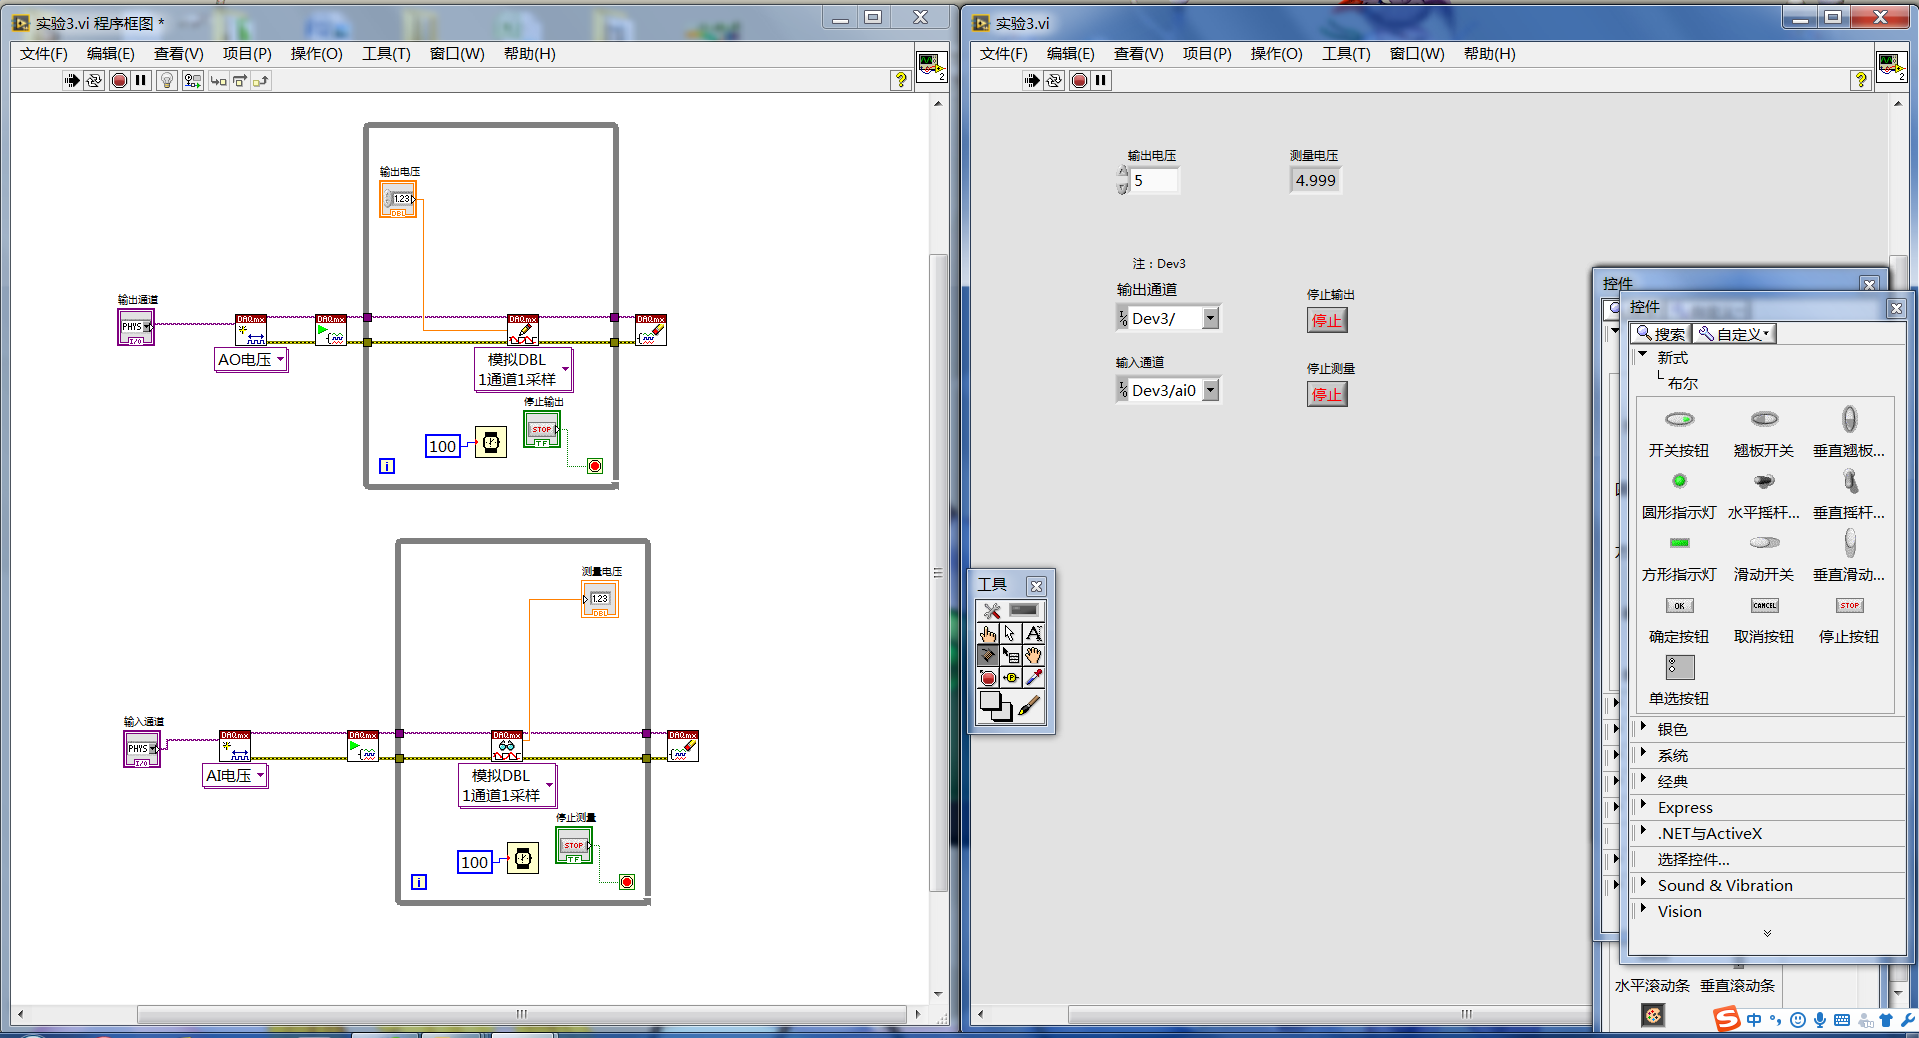 实验3.vi 程序框图 *
文件(F) 编辑(E) 查看(V) 项目(P) 操作(O) 工具(T) 窗口(W) 帮助(H)
2
输出电压
1.23
DBL
输出通道
PHYS
I/O
DAQmx DAQmx DAQmx DAQmx
AO电压
模拟DBL
1通道1采样
停止输出
STOP
TF
100
i
测量电压
1.23
DBL
输入通道
PHYS
I/O
DAQmx DAQmx DAQmx DAQmx
AI电压
模拟DBL
1通道1采样
停止测量
STOP
TF
100
i
实验3.vi
文件(F) 编辑(E) 查看(V) 项目(P) 操作(O) 工具(T) 窗口(W) 帮助(H)
2
输出电压 测量电压
5 4.999
注：Dev3
输出通道 停止输出
Dev3/ 停止
输入通道 停止测量
Dev3/ai0 停止
工具
控件
控件
搜索 自定义
新式
布尔
开关按钮 翘板开关 垂直翘板...
圆形指示灯 水平摇杆... 垂直摇杆...
方形指示灯 滑动开关 垂直滑动...
OK CANCEL STOP
确定按钮 取消按钮 停止按钮
单选按钮
银色
系统
经典
Express
.NET与ActiveX
选择控件...
Sound & Vibration
Vision
水平滚动条 垂直滚动条
中